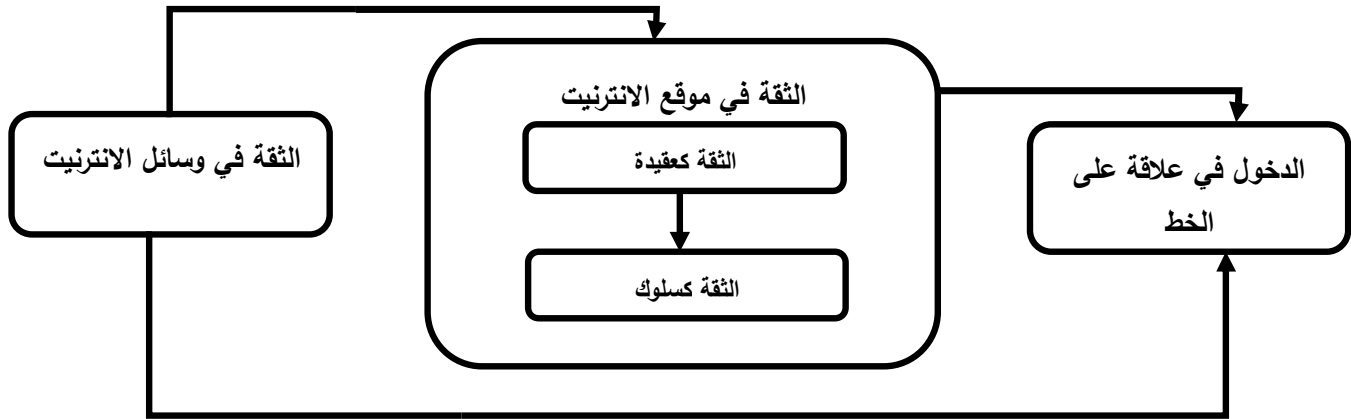 الثقة في موقع الانترنيت
الثقة في وسائل الانترنيت
الثقة كعقيدة
الثقة كسلوك
الدخول في علاقة على
الخط